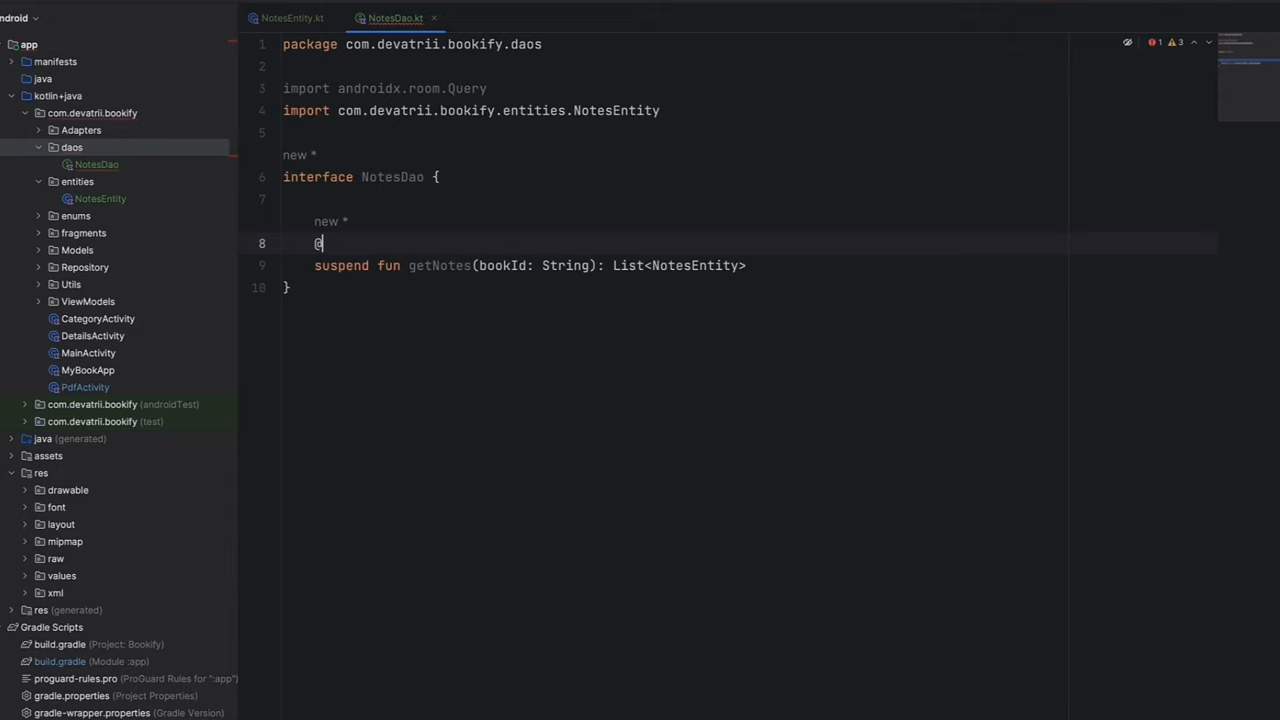 ndroid
NotesEntity.kt
NotesDao.kt
app
manifests
java
kotlin+java
com.devatrii.bookify
Adapters
daos
NotesDao
entities
NotesEntity
enums
fragments
Models
Repository
Utils
ViewModels
CategoryActivity
DetailsActivity
MainActivity
MyBookApp
PdfActivity
com.devatrii.bookify (androidTest)
com.devatrii.bookify (test)
java (generated)
assets
res
drawable
font
layout
mipmap
raw
values
xml
res (generated)
Gradle Scripts
build.gradle (Project: Bookify)
build.gradle (Module :app)
proguard-rules.pro (ProGuard Rules for ":app")
gradle.properties (Project Properties)
gradle-wrapper.properties (Gradle Version)
1 package com.devatrii.bookify.daos
2
3 import androidx.room.Query
4 import com.devatrii.bookify.entities.NotesEntity
5
new *
6 interface NotesDao {
7
new *
8 @
9 suspend fun getNotes(bookId: String): List<NotesEntity>
10 }
1 3